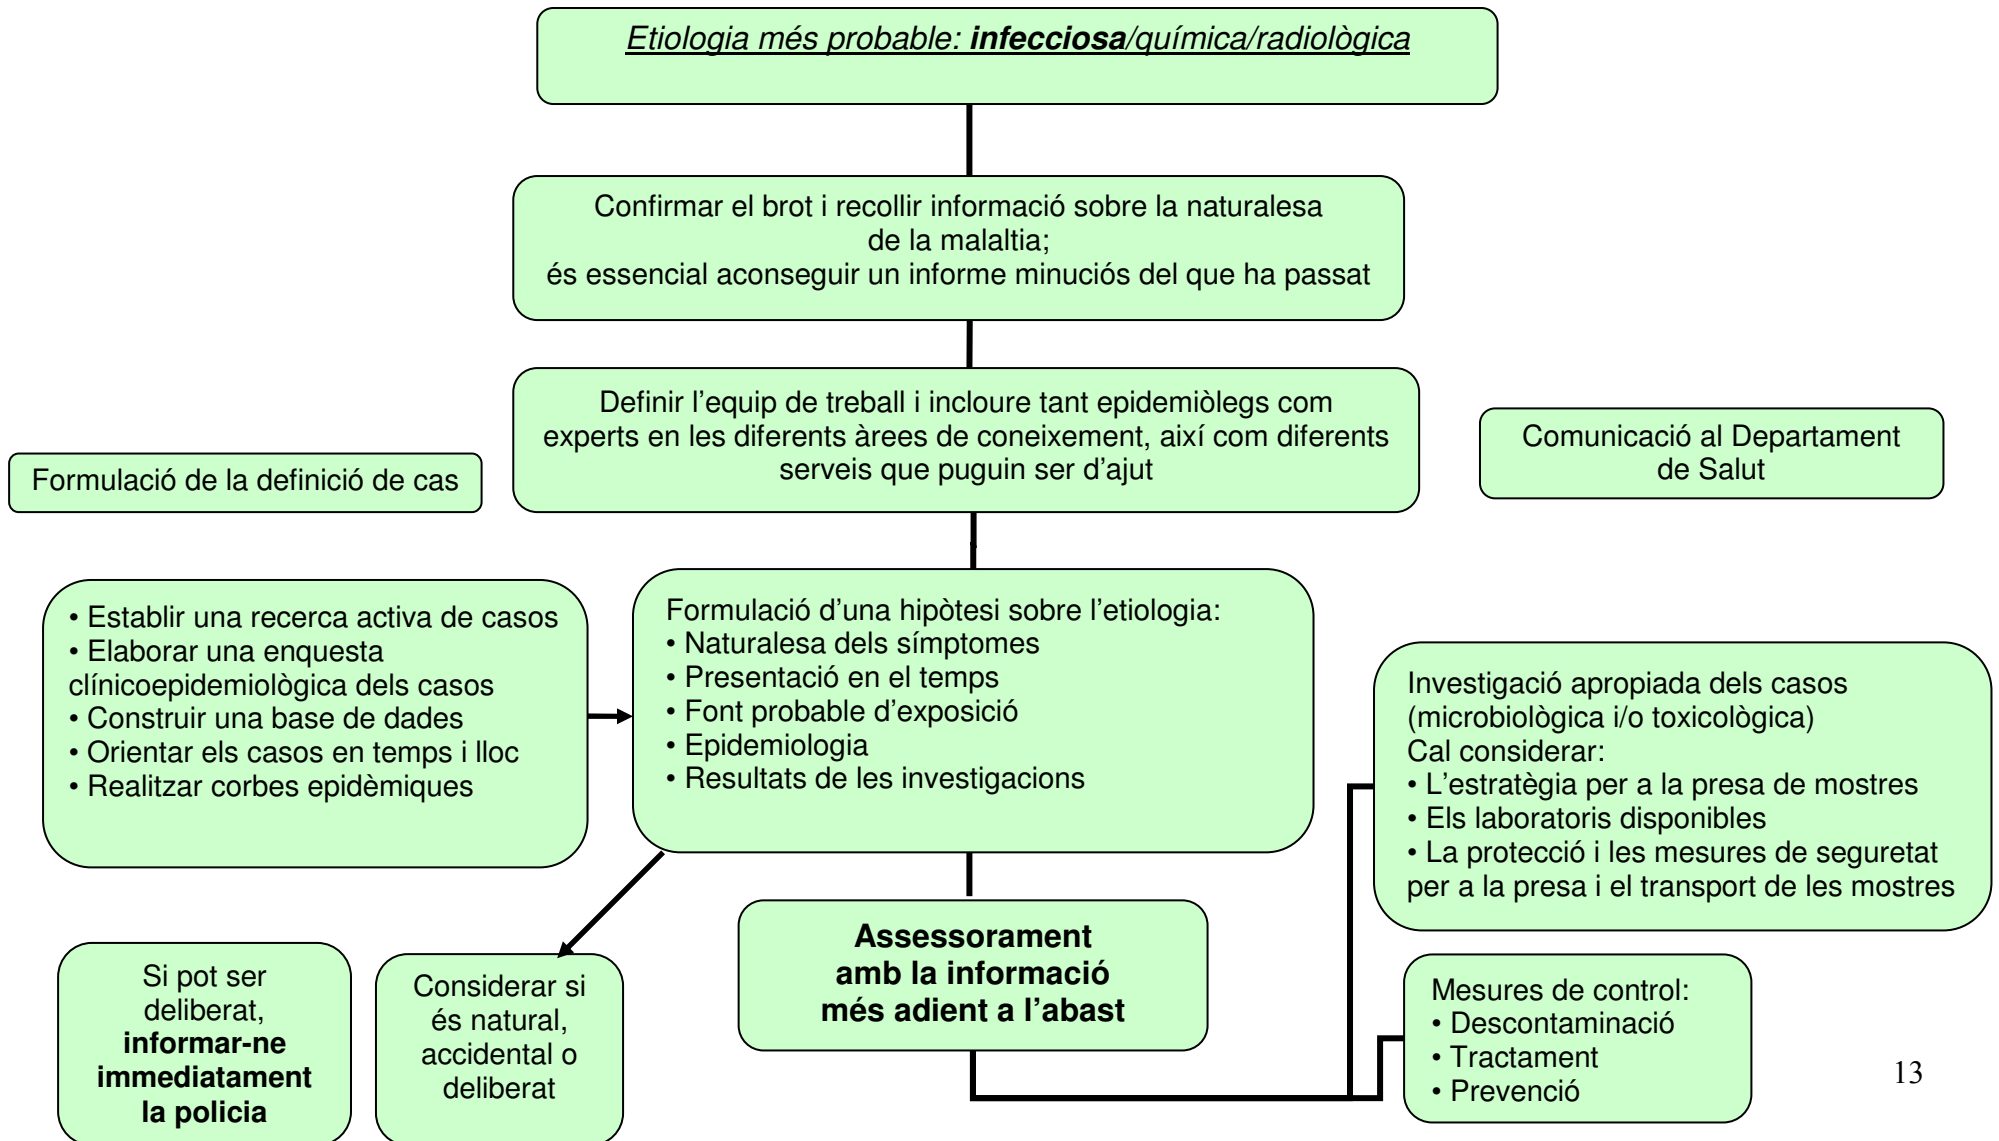 Etiologia més probable: infecciosa/química/radiològica
Confirmar el brot i recollir informació sobre la naturalesa
de la malaltia;
és essencial aconseguir un informe minuciós del que ha passat
Definir l’equip de treball i incloure tant epidemiòlegs com
experts en les diferents àrees de coneixement, així com diferents
serveis que puguin ser d’ajut
Comunicació al Departament
de Salut
Formulació de la definició de cas
• Establir una recerca activa de casos
• Elaborar una enquesta
clínicoepidemiològica dels casos
• Construir una base de dades
• Orientar els casos en temps i lloc
• Realitzar corbes epidèmiques
Formulació d’una hipòtesi sobre l’etiologia:
• Naturalesa dels símptomes
• Presentació en el temps
• Font probable d’exposició
• Epidemiologia
• Resultats de les investigacions
Investigació apropiada dels casos
(microbiològica i/o toxicològica)
Cal considerar:
• L’estratègia per a la presa de mostres
• Els laboratoris disponibles
• La protecció i les mesures de seguretat
per a la presa i el transport de les mostres
Si pot ser
deliberat,
informar-ne
immediatament
la policia
Considerar si
és natural,
accidental o
deliberat
Assessorament
amb la informació
més adient a l’abast
Mesures de control:
• Descontaminació
• Tractament
• Prevenció
13